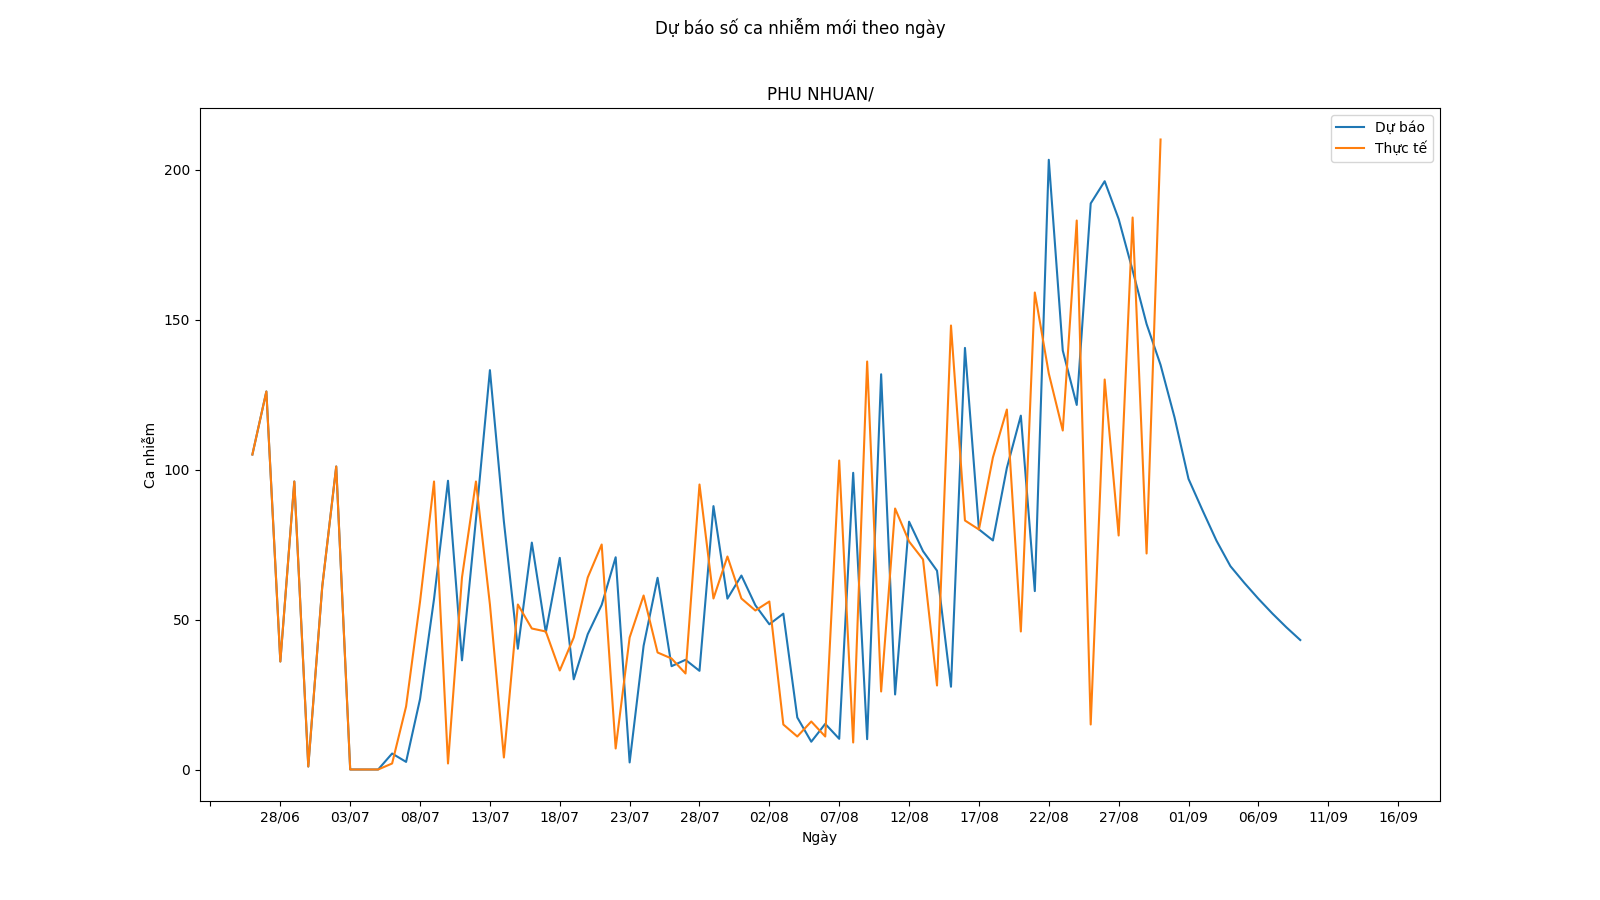 Dự báo số ca nhiễm mới theo ngày
PHU NHUAN/
Dự báo
Thực tế
200
150
100
50
0
Ca nhiễm
28/06 03/07 08/07 13/07 18/07 23/07 28/07 02/08 07/08 12/08 17/08 22/08 27/08 01/09 06/09 11/09 16/09
Ngày